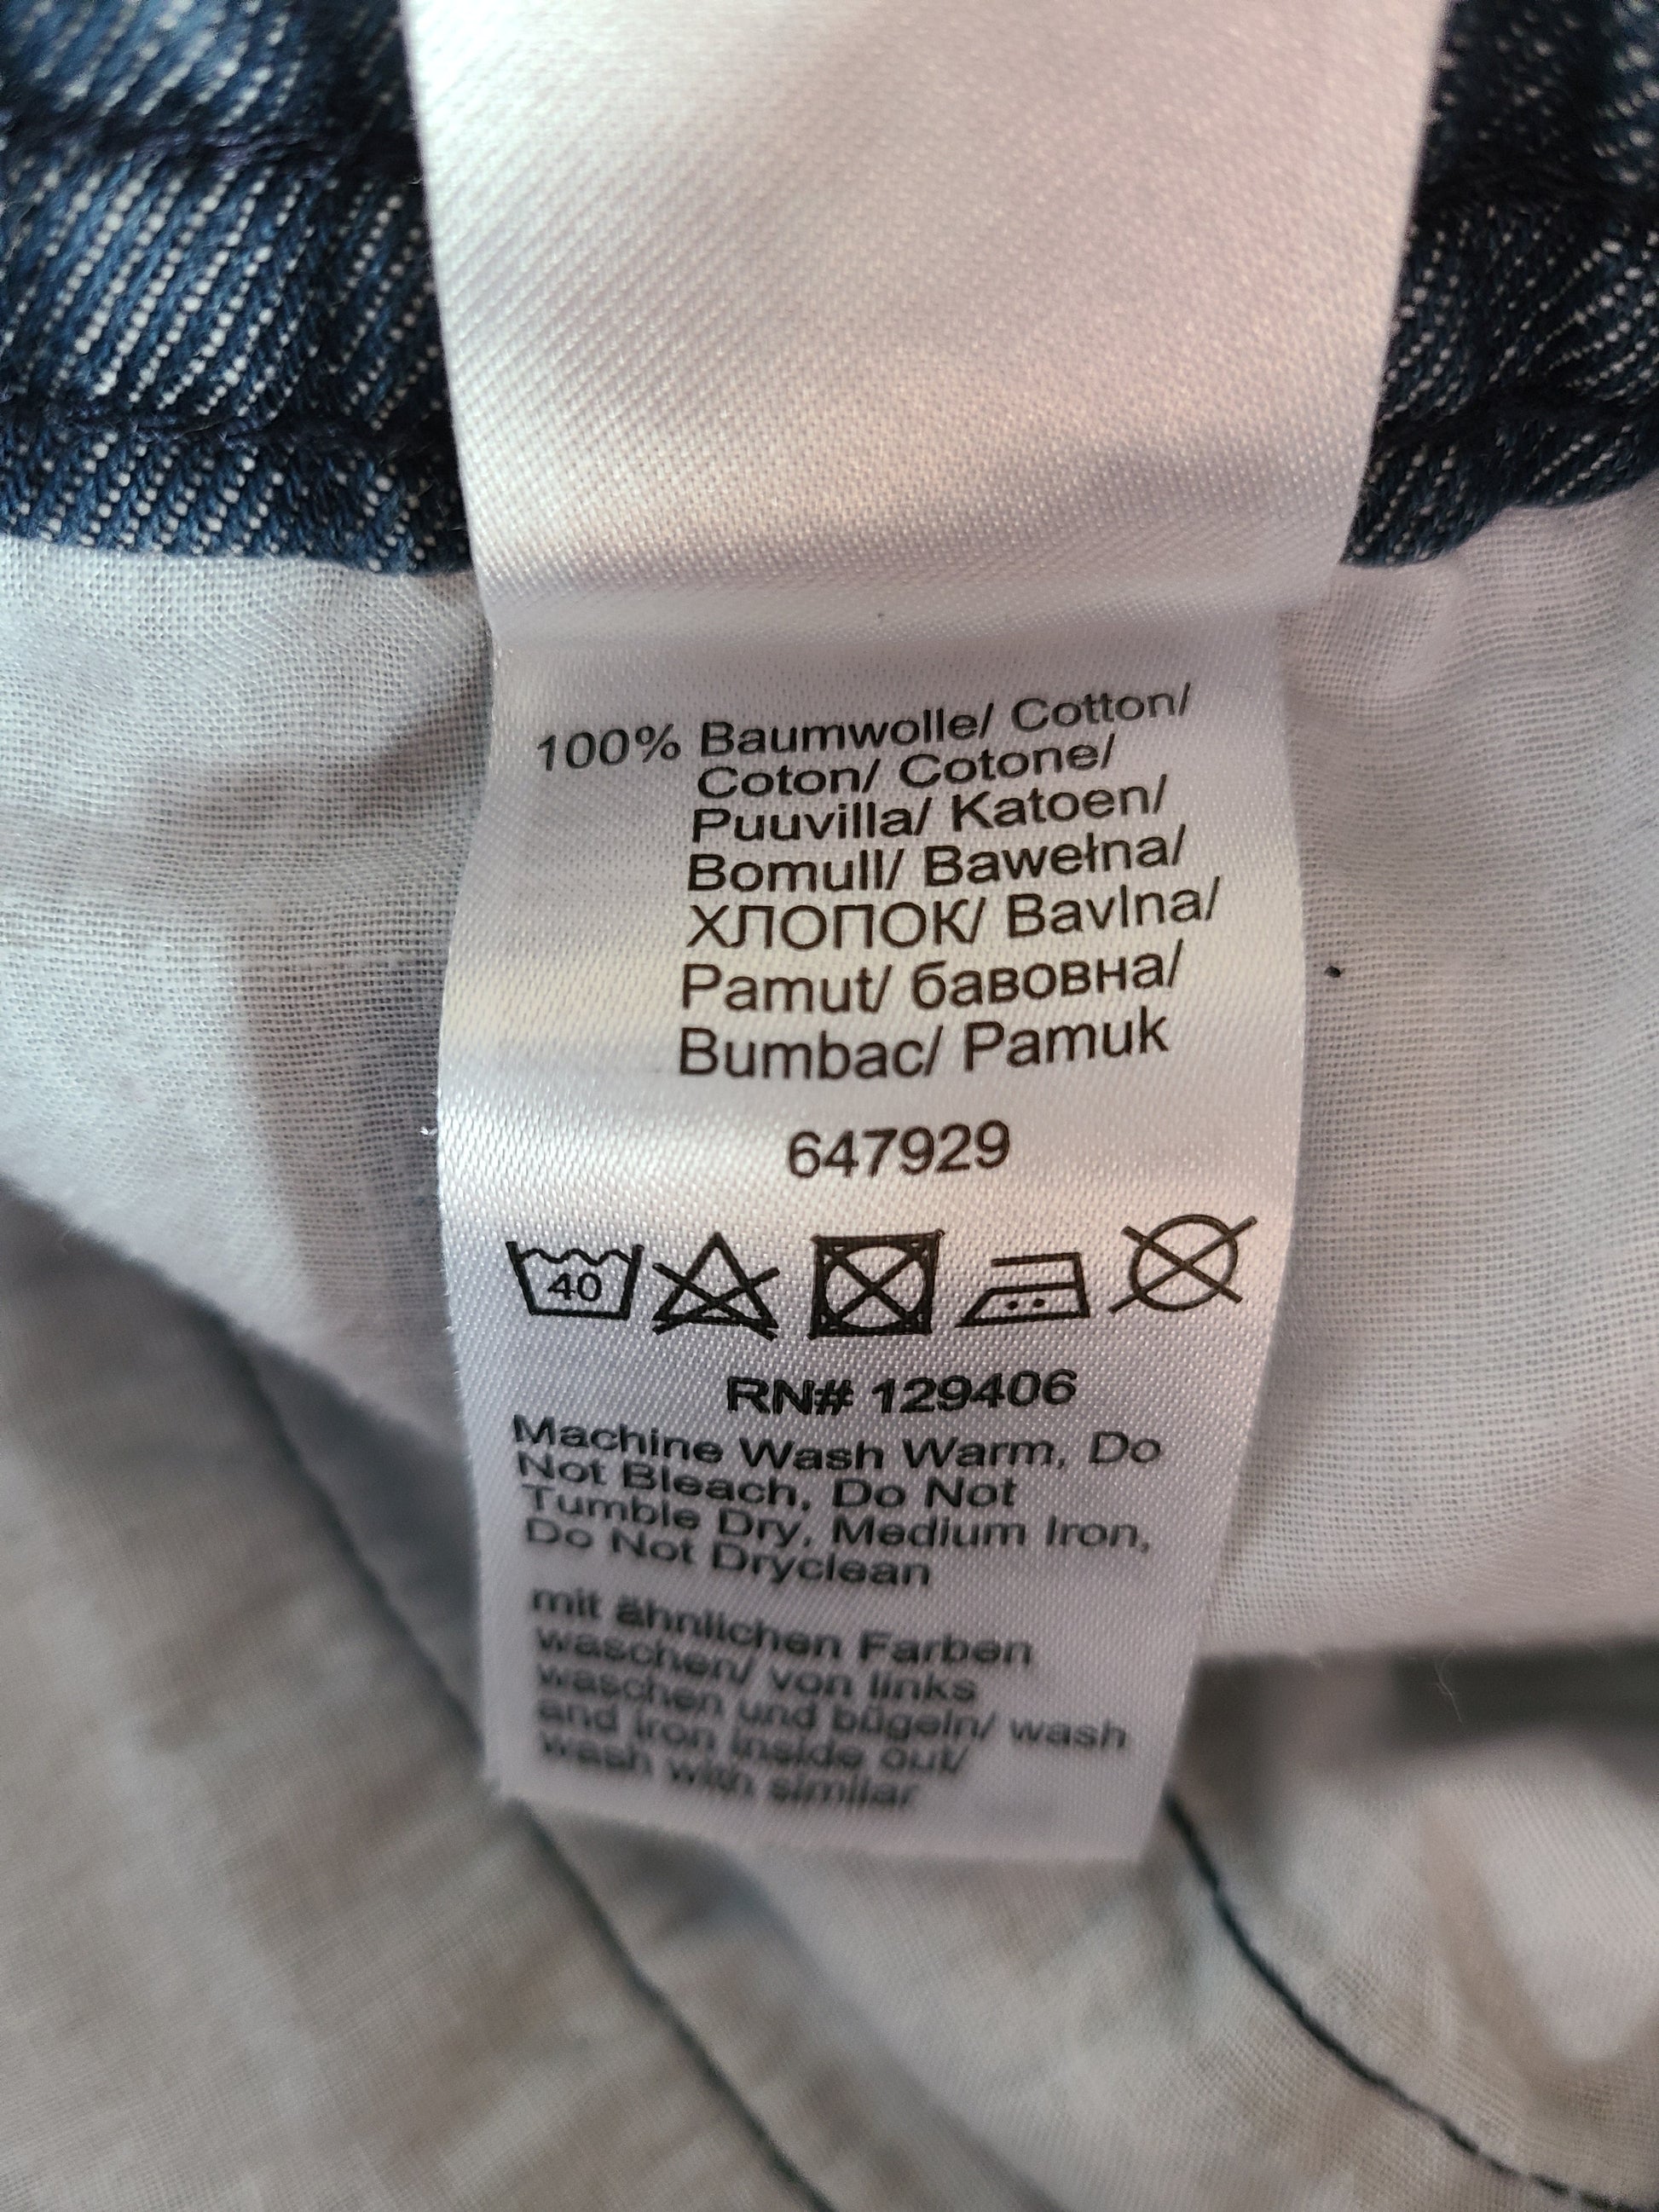 100% Baumwolle/ Cotton/
Coton/ Cotone/
Puuvilla/ Katoen/
Bomull/ Bawełna/
ХЛОПОК/ Bavlna/
Pamut/ бавовна/
Bumbac/ Pamuk
647929
40
RN# 129406
Machine Wash Warm, Do
Not Bleach, Do Not
Tumble Dry, Medium Iron,
Do Not Dryclean
mit ähnlichen Farben
waschen/ von links
waschen und bügeln/ wash
and iron inside out/
wash with similar